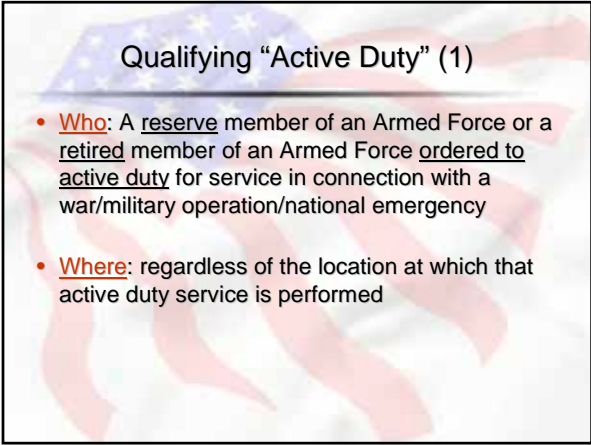 Qualifying “Active Duty” (1)
• Who: A reserve member of an Armed Force or a
retired member of an Armed Force ordered to
active duty for service in connection with a
war/military operation/national emergency
• Where: regardless of the location at which that
active duty service is performed